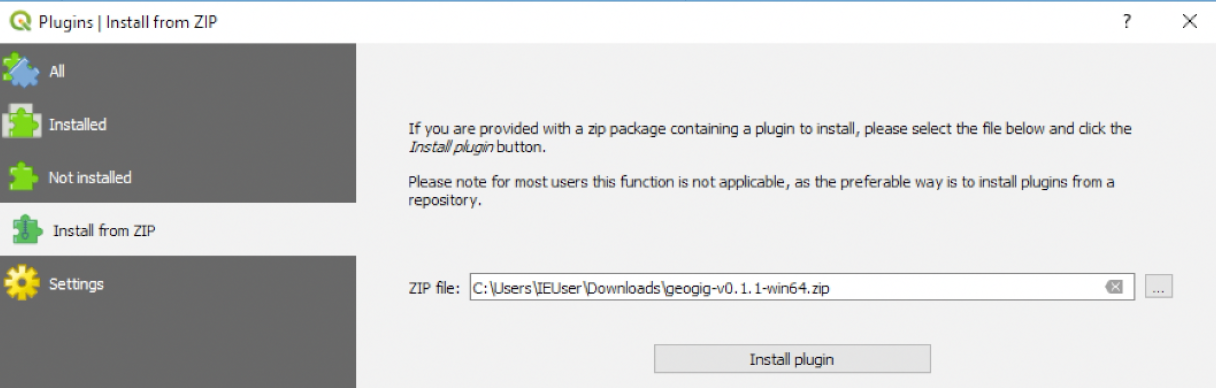 Plugins | Install from ZIP
?
All
Installed
Not installed
Install from ZIP
Settings
If you are provided with a zip package containing a plugin to install, please select the file below and click the
Install plugin button.
Please note for most users this function is not applicable, as the preferable way is to install plugins from a
repository.
ZIP file: C:\Users\IEUser\Downloads\geogig-v0.1.1-win64.zip
...
Install plugin